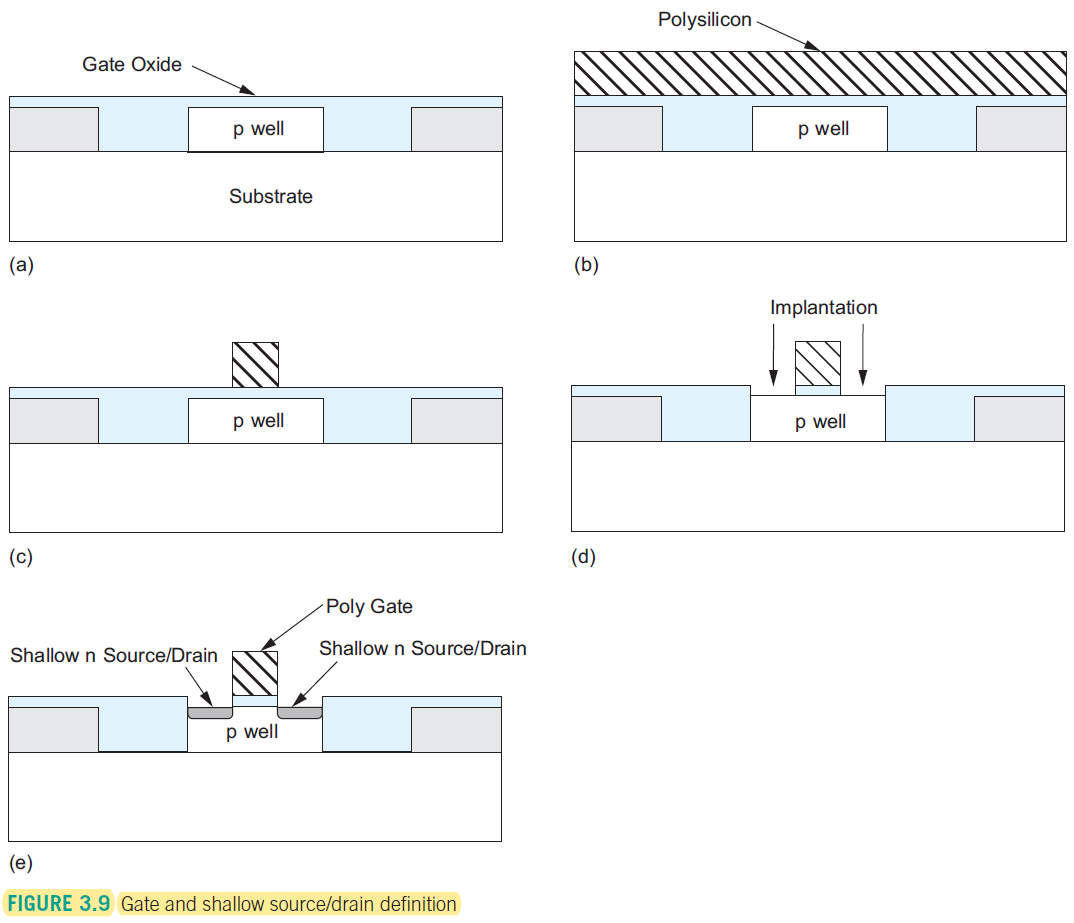 Gate Oxide
p well
Substrate
(a)
Polysilicon
p well
(b)
p well
(c)
Implantation
p well
(d)
Poly Gate
Shallow n Source/Drain
Shallow n Source/Drain
p well
(e)
FIGURE 3.9 Gate and shallow source/drain definition